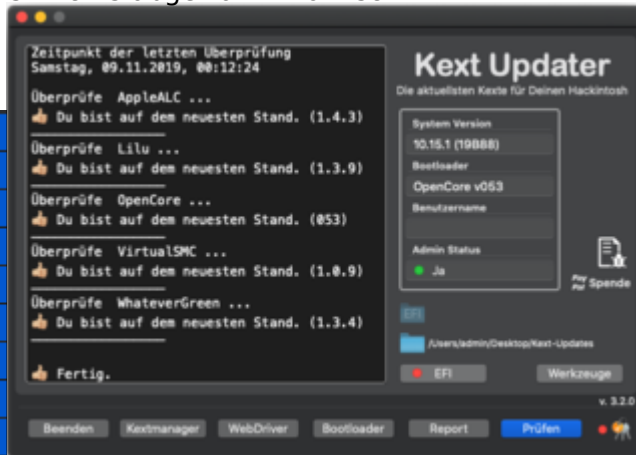 Zeitpunkt der letzten Überprüfung
Samstag, 09.11.2019, 00:12:24
Überprüfe AppleALC ...
👍 Du bist auf dem neuesten Stand. (1.4.3)
Überprüfe Lilu ...
👍 Du bist auf dem neuesten Stand. (1.3.9)
Überprüfe OpenCore ...
👍 Du bist auf dem neuesten Stand. (053)
Überprüfe VirtualSMC ...
👍 Du bist auf dem neuesten Stand. (1.0.9)
Überprüfe WhateverGreen ...
👍 Du bist auf dem neuesten Stand. (1.3.4)
👍 Fertig.
Kext Updater
Die aktuellsten Kexte für Deinen Hackintosh
System Version
10.15.1 (19B88)
Bootloader
OpenCore v053
Benutzername
Admin Status
Ja
Pay Pal Spende
EFI
/Users/admin/Desktop/Kext-Updates
EFI
Werkzeuge
v. 3.2.0
Beenden
Kextmanager
WebDriver
Bootloader
Report
Prüfen